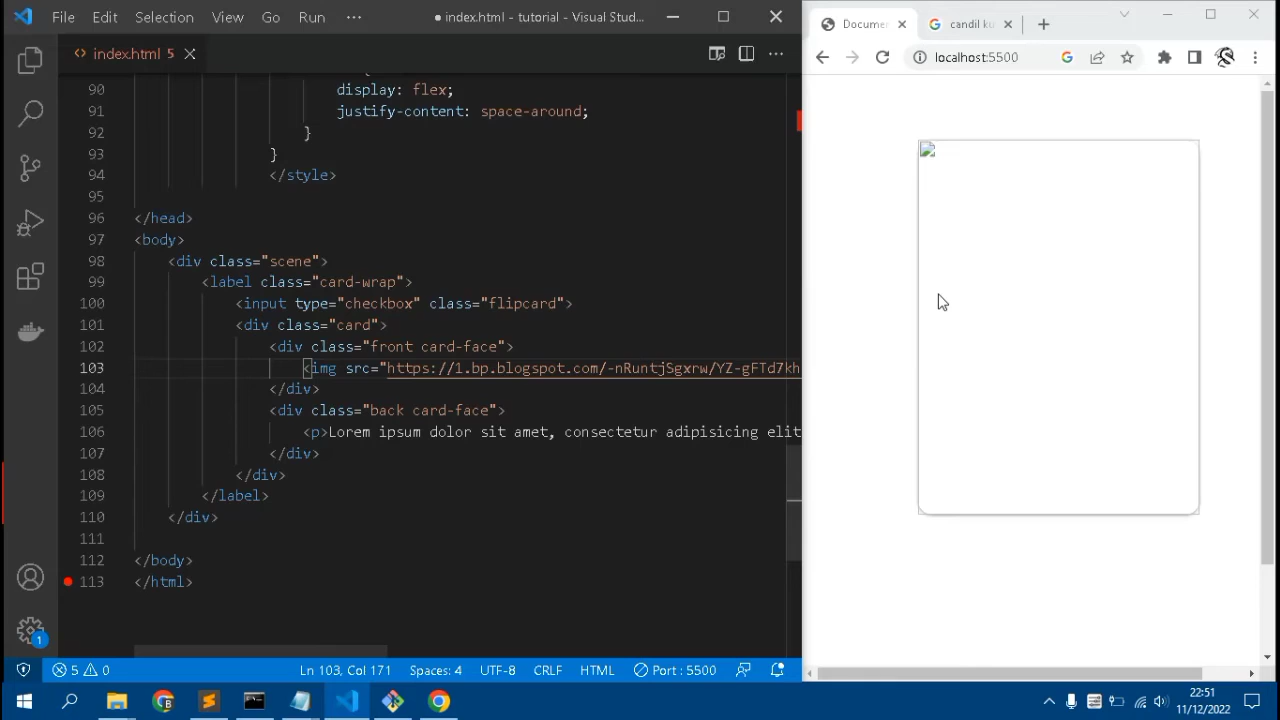 File Edit Selection View Go Run ··· ● index.html - tutorial - Visual Stud...
<> index.html 5
90 display: flex;
91 justify-content: space-around;
92 }
93 }
94 </style>
95
96 </head>
97 <body>
98 <div class="scene">
99 <label class="card-wrap">
100 <input type="checkbox" class="flipcard">
101 <div class="card">
102 <div class="front card-face">
103 <img src="https://1.bp.blogspot.com/-nRuntjSgxrw/YZ-gFTd7kh
104 </div>
105 <div class="back card-face">
106 <p>Lorem ipsum dolor sit amet, consectetur adipisicing elit
107 </div>
108 </div>
109 </label>
110 </div>
111
112 </body>
113 </html>
1
5 0 Ln 103, Col 171 Spaces: 4 UTF-8 CRLF HTML Port : 5500
Docume
candil ku
localhost:5500
22:51
11/12/2022